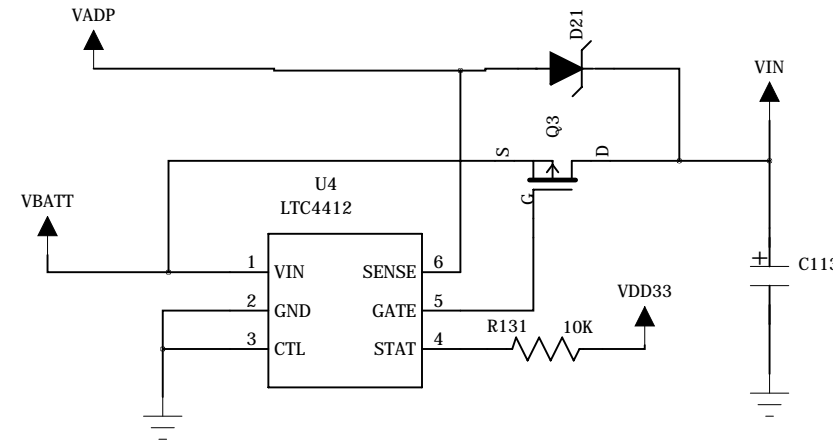 VADP
D21
VIN
Q3
S
D
G
U4
LTC4412
VBATT
1
VIN
SENSE
6
2
GND
GATE
5
3
CTL
STAT
4
R131
10K
VDD33
+
C113